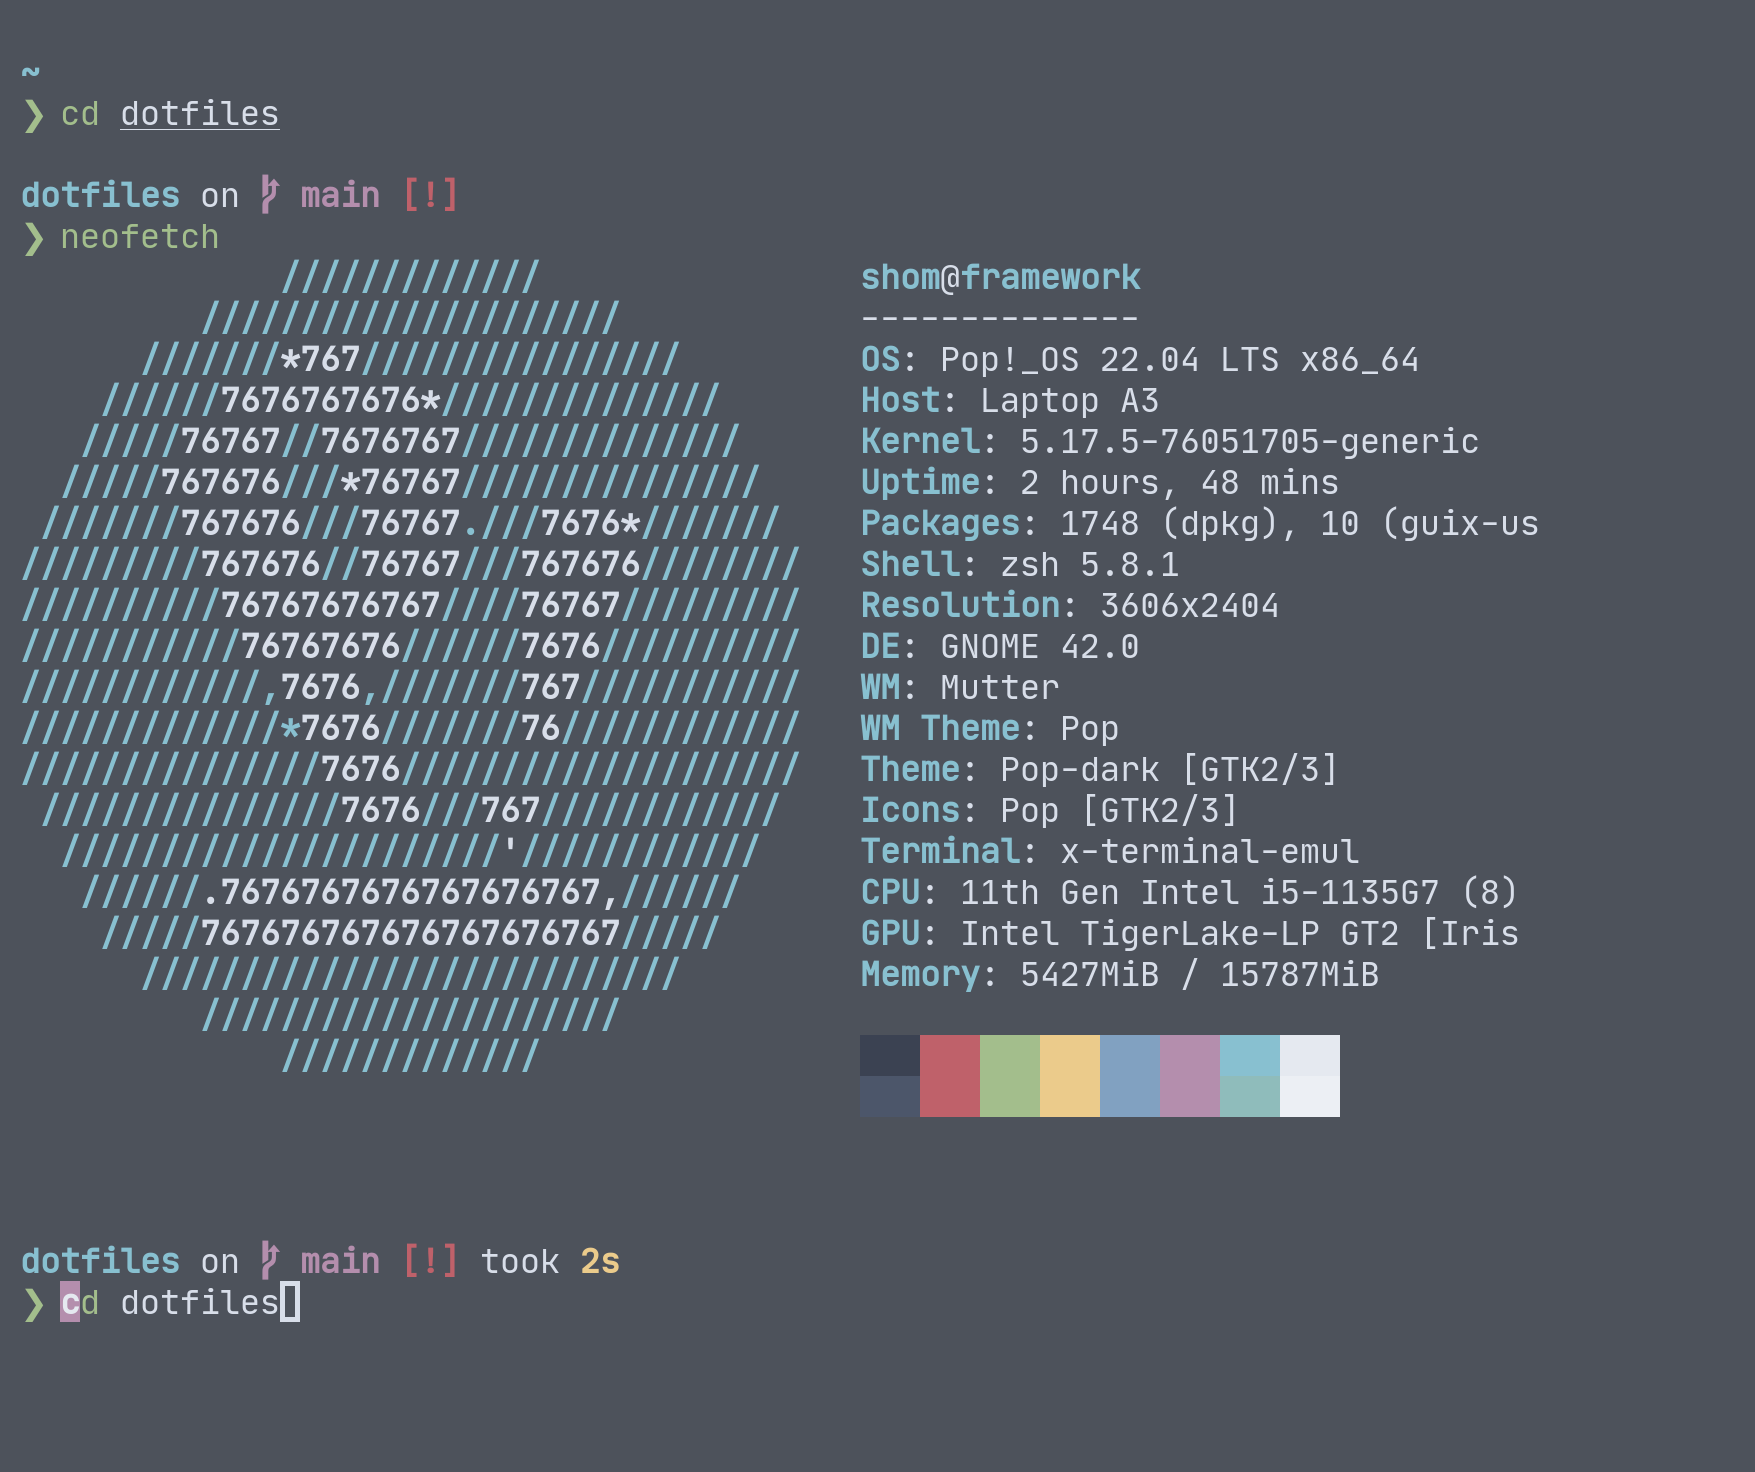 ~
❯ cd dotfiles
dotfiles on main [!]
❯ neofetch
             /////////////                shom@framework
         /////////////////////            --------------
      ///////*767////////////////         OS: Pop!_OS 22.04 LTS x86_64
    //////7676767676*//////////////       Host: Laptop A3
   /////76767//7676767//////////////      Kernel: 5.17.5-76051705-generic
  /////767676///*76767///////////////     Uptime: 2 hours, 48 mins
 ///////767676///76767.///7676*///////    Packages: 1748 (dpkg), 10 (guix-us
/////////767676//76767///767676////////   Shell: zsh 5.8.1
//////////76767676767////76767/////////   Resolution: 3606x2404
///////////76767676//////7676//////////   DE: GNOME 42.0
////////////,7676,///////767///////////   WM: Mutter
/////////////*7676///////76////////////   WM Theme: Pop
///////////////7676////////////////////   Theme: Pop-dark [GTK2/3]
 ///////////////7676///767////////////    Icons: Pop [GTK2/3]
  //////////////////////'////////////     Terminal: x-terminal-emul
   //////.7676767676767676767,//////      CPU: 11th Gen Intel i5-1135G7 (8)
    /////767676767676767676767/////       GPU: Intel TigerLake-LP GT2 [Iris
      ///////////////////////////         Memory: 5427MiB / 15787MiB
         /////////////////////
             /////////////
dotfiles on main [!] took 2s
❯ cd dotfiles